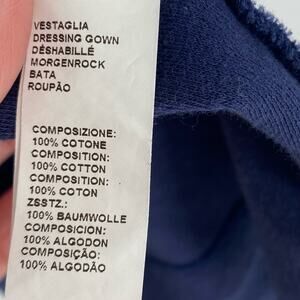 VESTAGLIA
DRESSING GOWN
DÉSHABILLÉ
MORGENROCK
BATA
ROUPÃO
COMPOSIZIONE:
100% COTONE
COMPOSITION:
100% COTTON
COMPOSITION:
100% COTON
ZSSTZ.:
100% BAUMWOLLE
COMPOSICION:
100% ALGODON
COMPOSIÇÃO:
100% ALGODÃO